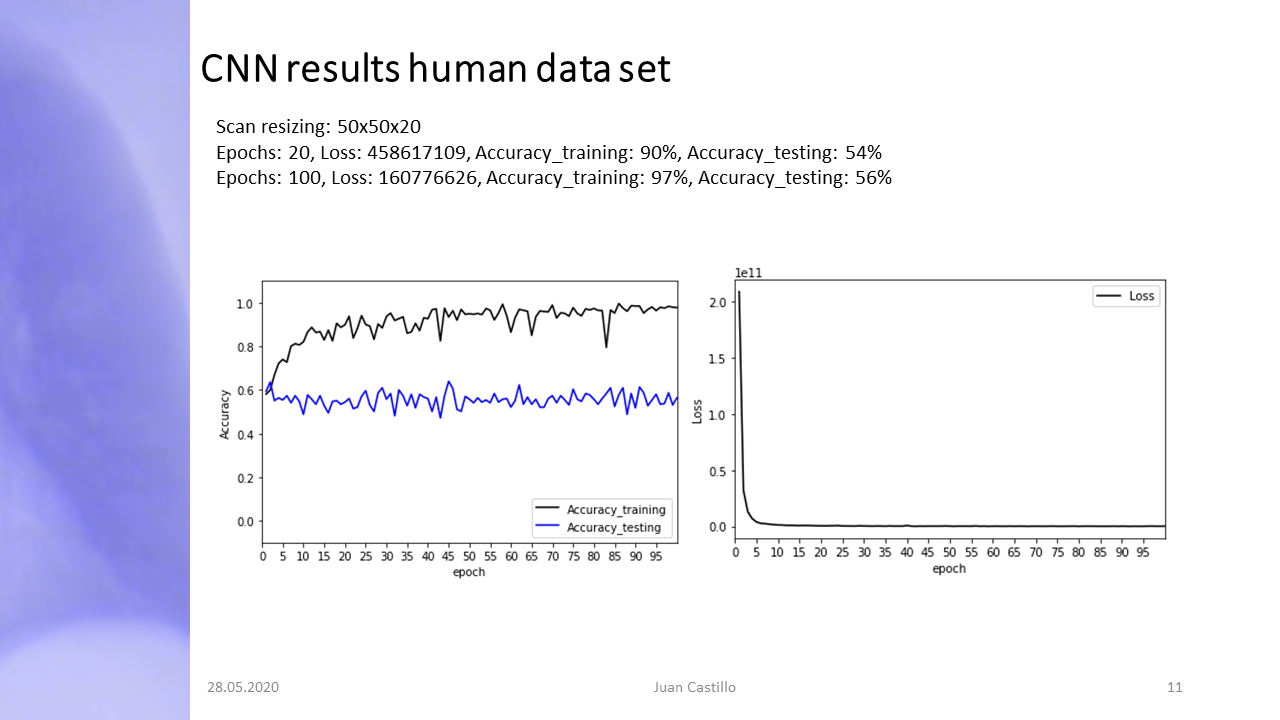 CNN results human data set
Scan resizing: 50x50x20
Epochs: 20, Loss: 458617109, Accuracy_training: 90%, Accuracy_testing: 54%
Epochs: 100, Loss: 160776626, Accuracy_training: 97%, Accuracy_testing: 56%
1.0
0.8
0.6
0.4
0.2
0.0
Accuracy
Accuracy_training
Accuracy_testing
0 5 10 15 20 25 30 35 40 45 50 55 60 65 70 75 80 85 90 95
epoch
1e11
Loss
2.0
1.5
1.0
0.5
0.0
Loss
0 5 10 15 20 25 30 35 40 45 50 55 60 65 70 75 80 85 90 95
epoch
28.05.2020
Juan Castillo
11